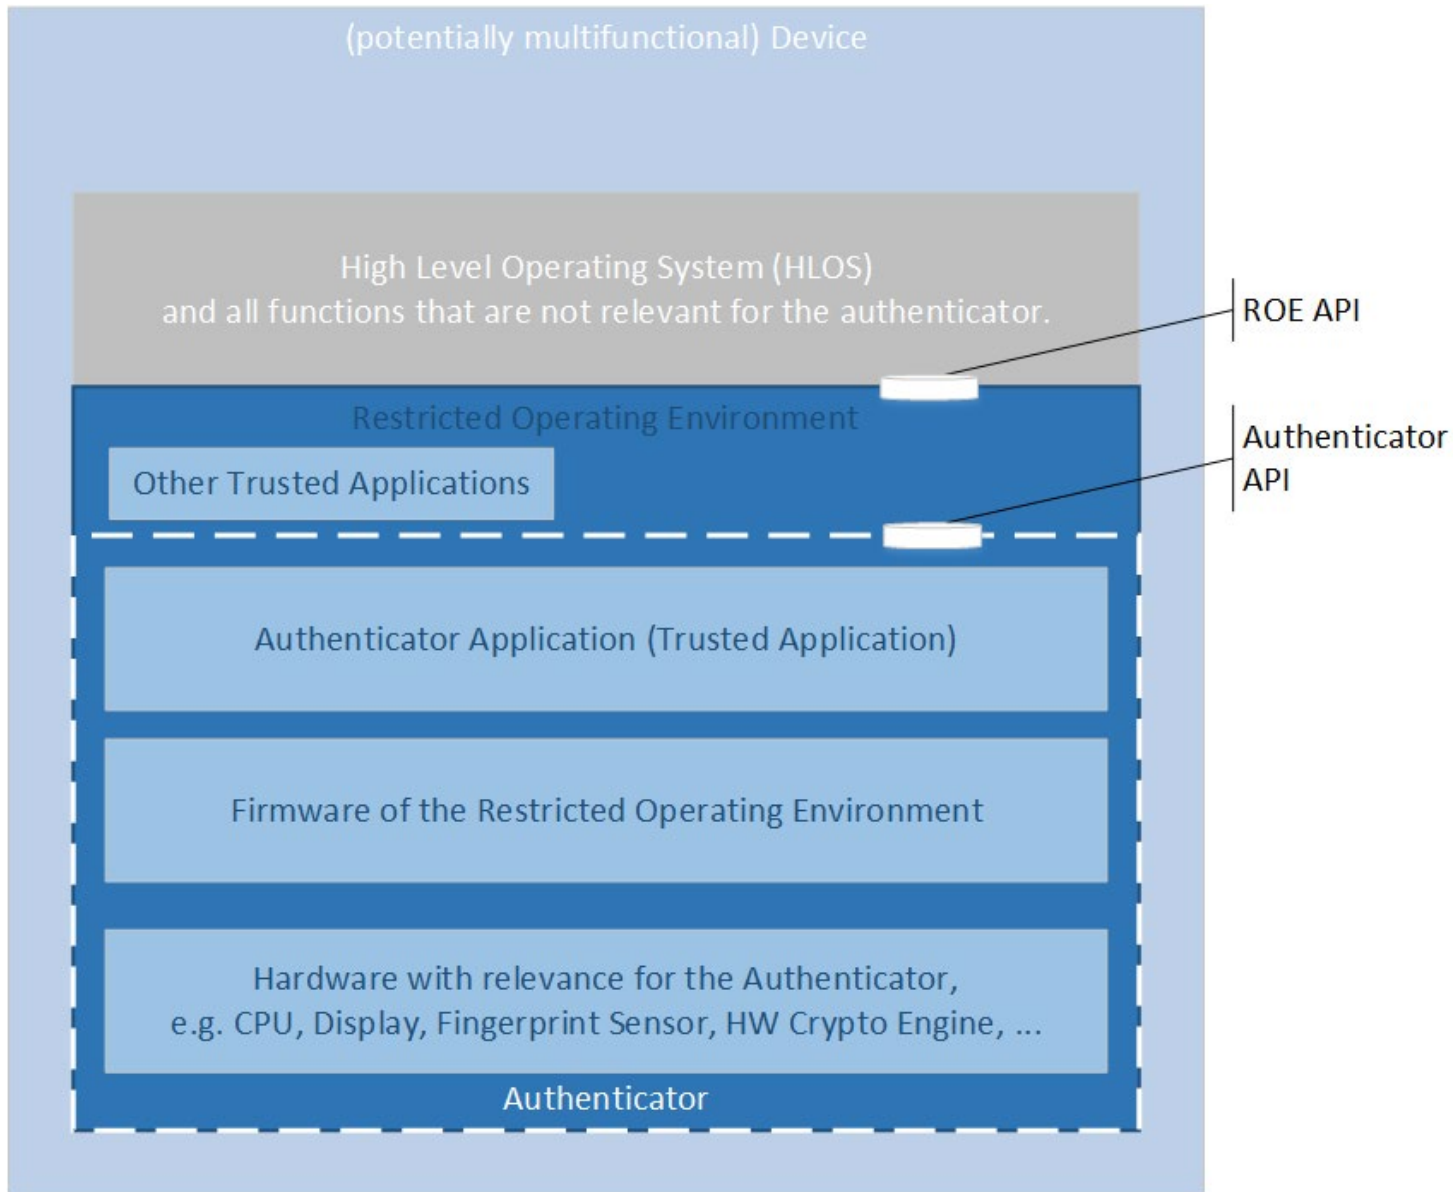 (potentially multifunctional) Device
High Level Operating System (HLOS)
and all functions that are not relevant for the authenticator.
ROE API
Restricted Operating Environment
Authenticator
API
Other Trusted Applications
Authenticator Application (Trusted Application)
Firmware of the Restricted Operating Environment
Hardware with relevance for the Authenticator,
e.g. CPU, Display, Fingerprint Sensor, HW Crypto Engine, ...
Authenticator